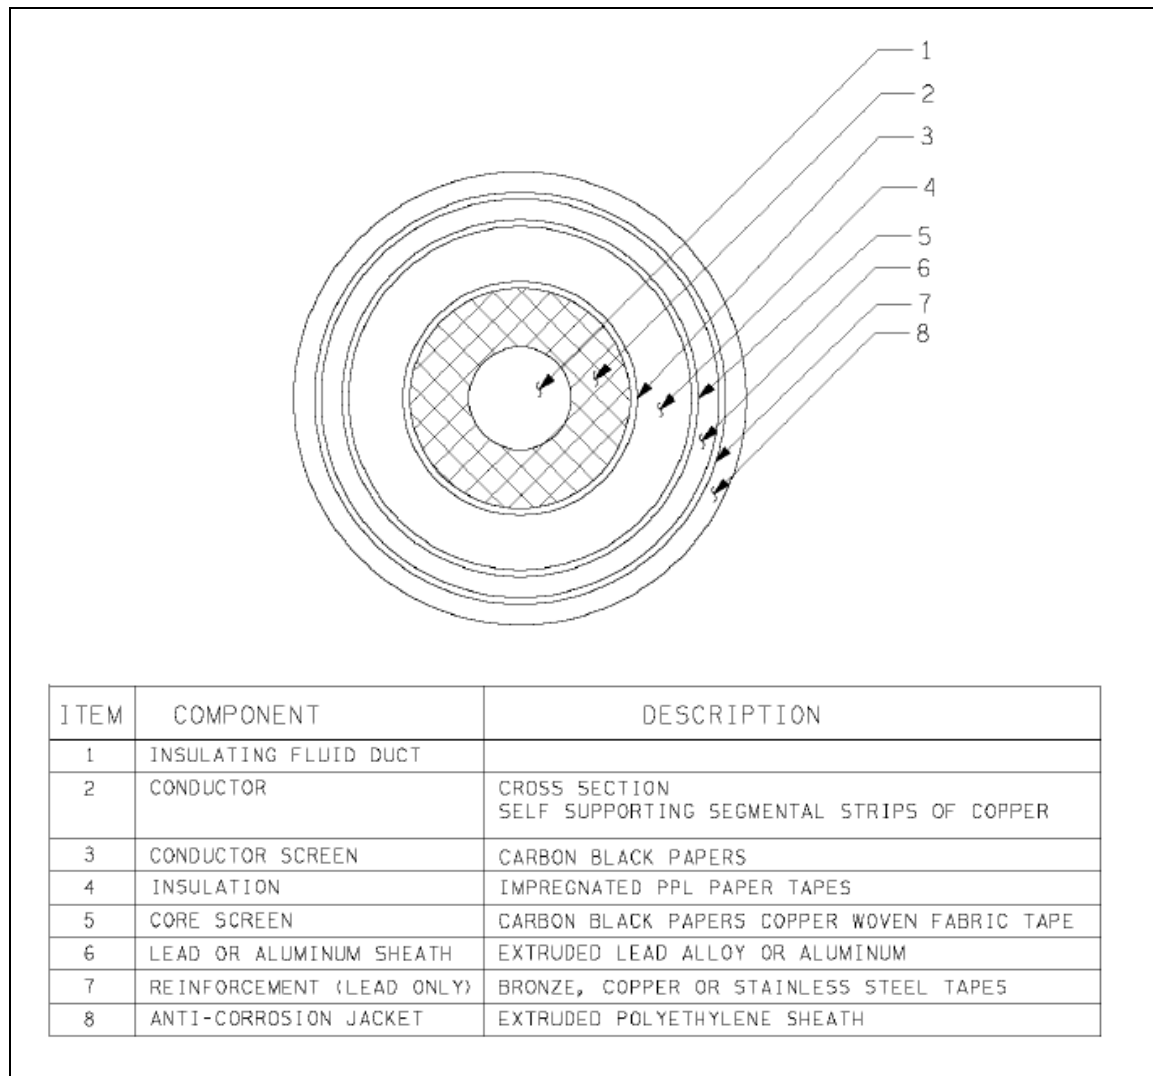 1
2
3
4
5
6
7
8
ITEM COMPONENT DESCRIPTION
1 INSULATING FLUID DUCT
2 CONDUCTOR CROSS SECTION
SELF SUPPORTING SEGMENTAL STRIPS OF COPPER
3 CONDUCTOR SCREEN CARBON BLACK PAPERS
4 INSULATION IMPREGNATED PPL PAPER TAPES
5 CORE SCREEN CARBON BLACK PAPERS COPPER WOVEN FABRIC TAPE
6 LEAD OR ALUMINUM SHEATH EXTRUDED LEAD ALLOY OR ALUMINUM
7 REINFORCEMENT (LEAD ONLY) BRONZE, COPPER OR STAINLESS STEEL TAPES
8 ANTI-CORROSION JACKET EXTRUDED POLYETHYLENE SHEATH